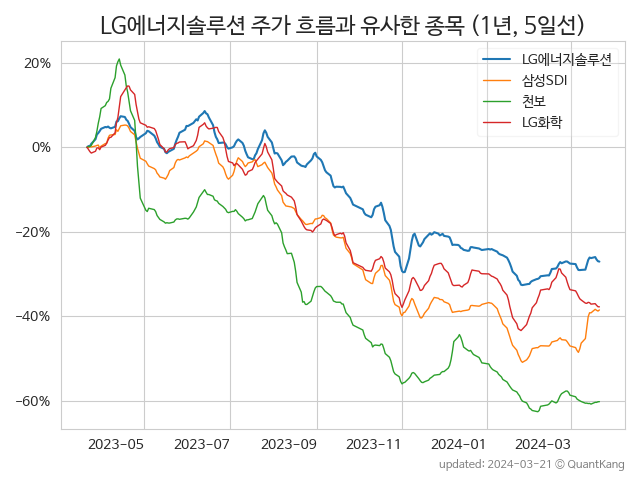 LG에너지솔루션 주가 흐름과 유사한 종목 (1년, 5일선)
LG에너지솔루션
삼성SDI
천보
LG화학
20%
0%
−20%
−40%
−60%
2023-05 2023-07 2023-09 2023-11 2024-01 2024-03
updated: 2024-03-21 © QuantKang